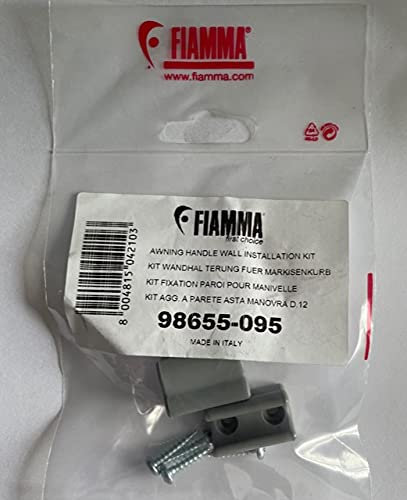 FIAMMA®
www.fiamma.com
FIAMMA®
first choice
AWNING HANDLE WALL INSTALLATION KIT
KIT WANDHAL TERUNG FUER MARKISENKURB
KIT FIXATION PAROI POUR MANIVELLE
KIT AGG. A PARETE ASTA MANOVRA D.12
98655-095
MADE IN ITALY
8 004815 042103